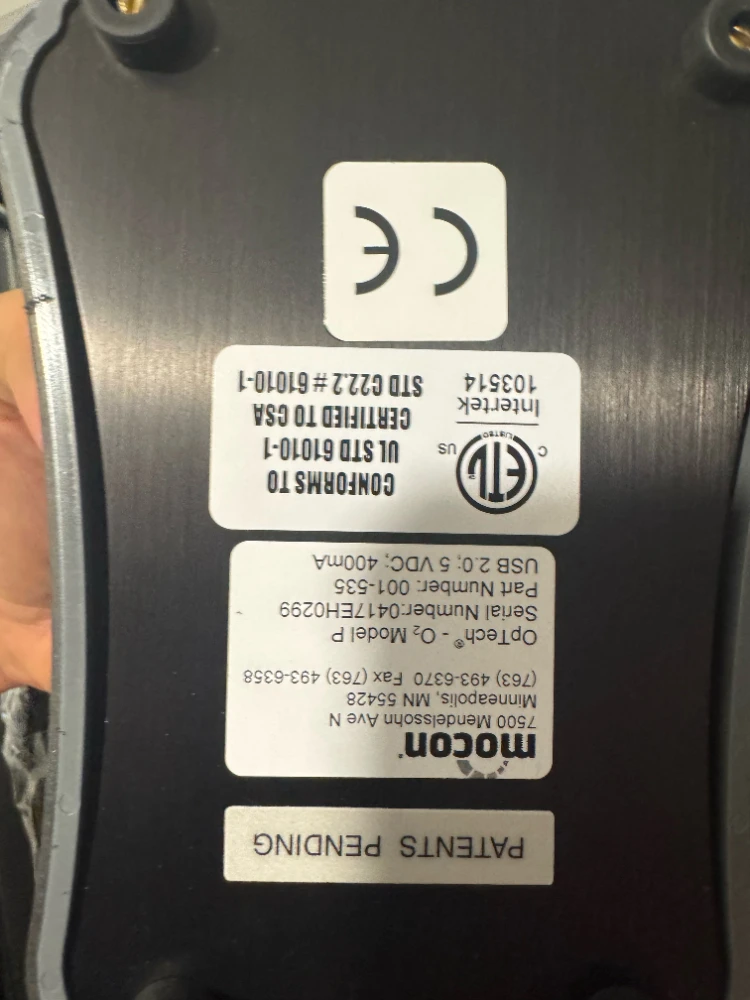 PATENTS PENDING
mocon®
7500 Mendelssohn Ave N
Minneapolis, MN 55428
(763) 493-6370 Fax (763) 493-6358
OpTech® - O₂ Model P
Serial Number:0417EH0299
Part Number: 001-535
USB 2.0; 5 VDC; 400mA
ETL®
LISTED
C US
Intertek
103514
CONFORMS TO
UL STD 61010-1
CERTIFIED TO CSA
STD C22.2 # 61010-1
CE